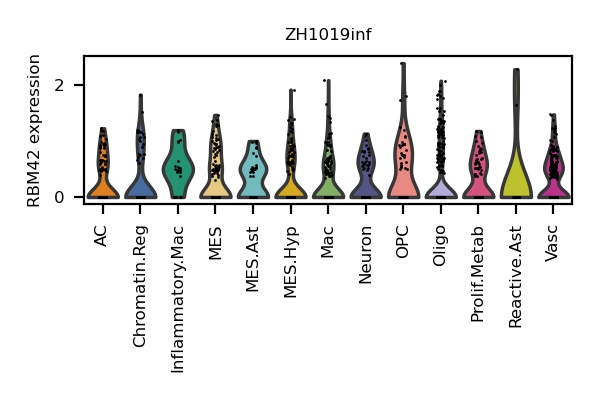 ZH1019inf
RBM42 expression
2
0
AC
Chromatin.Reg
Inflammatory.Mac
MES
MES.Ast
MES.Hyp
Mac
Neuron
OPC
Oligo
Prolif.Metab
Reactive.Ast
Vasc